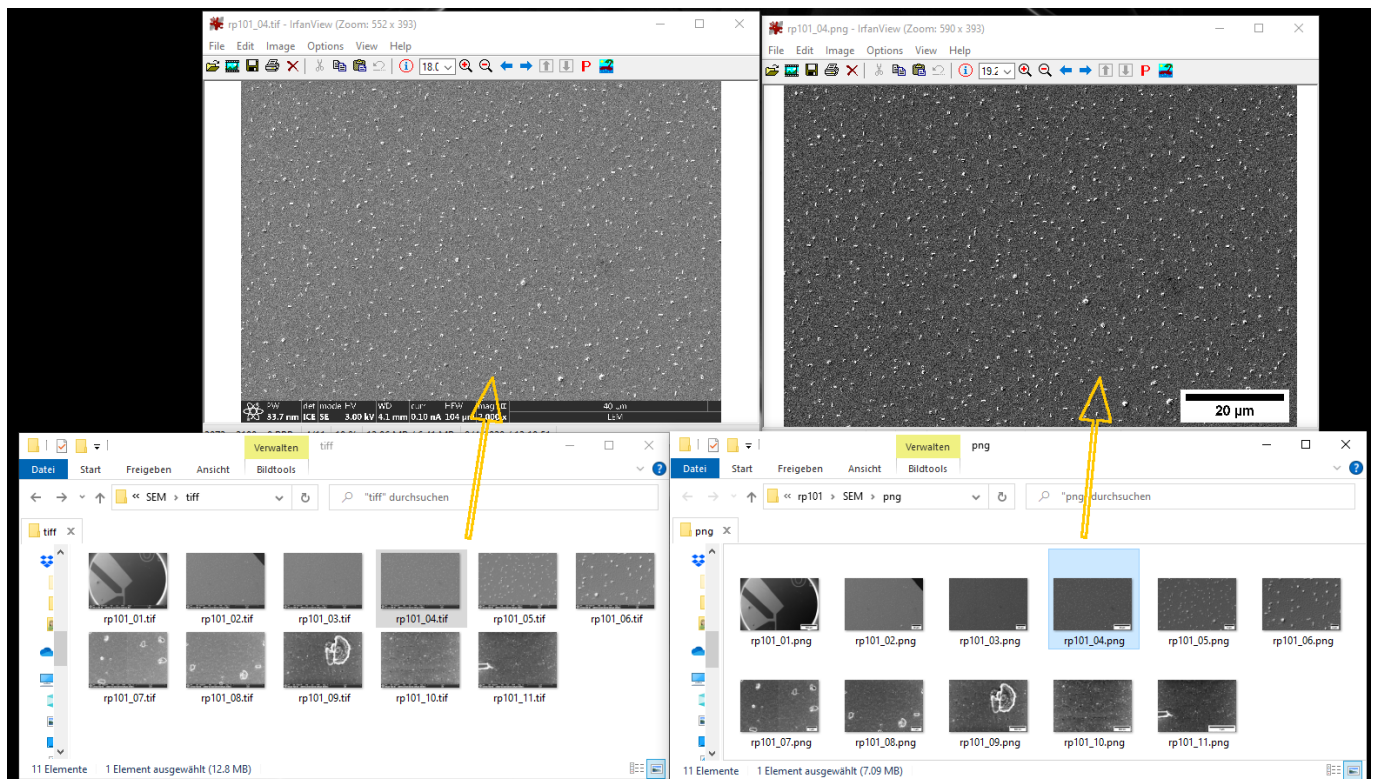 rp101_04.tif - IrfanView (Zoom: 552 x 393)
File Edit Image Options View Help
P
33.7 nm ICE SE 3.00 kV 4.1 mm 0.10 nA 104 µm 2 000 x LEM
det mode HV WD HFW 40 µm
rp101_04.png - IrfanView (Zoom: 590 x 393)
File Edit Image Options View Help
19.2 P
20 µm
Verwalten tiff
Datei Start Freigeben Ansicht Bildtools
« SEM › tiff "tiff" durchsuchen
tiff X
rp101_01.tif rp101_02.tif rp101_03.tif rp101_04.tif rp101_05.tif rp101_06.tif
rp101_07.tif rp101_08.tif rp101_09.tif rp101_10.tif rp101_11.tif
11 Elemente 1 Element ausgewählt (12.8 MB)
Verwalten png
Datei Start Freigeben Ansicht Bildtools
« rp101 › SEM › png "png" durchsuchen
png X
rp101_01.png rp101_02.png rp101_03.png rp101_04.png rp101_05.png rp101_06.png
rp101_07.png rp101_08.png rp101_09.png rp101_10.png rp101_11.png
11 Elemente 1 Element ausgewählt (7.09 MB)